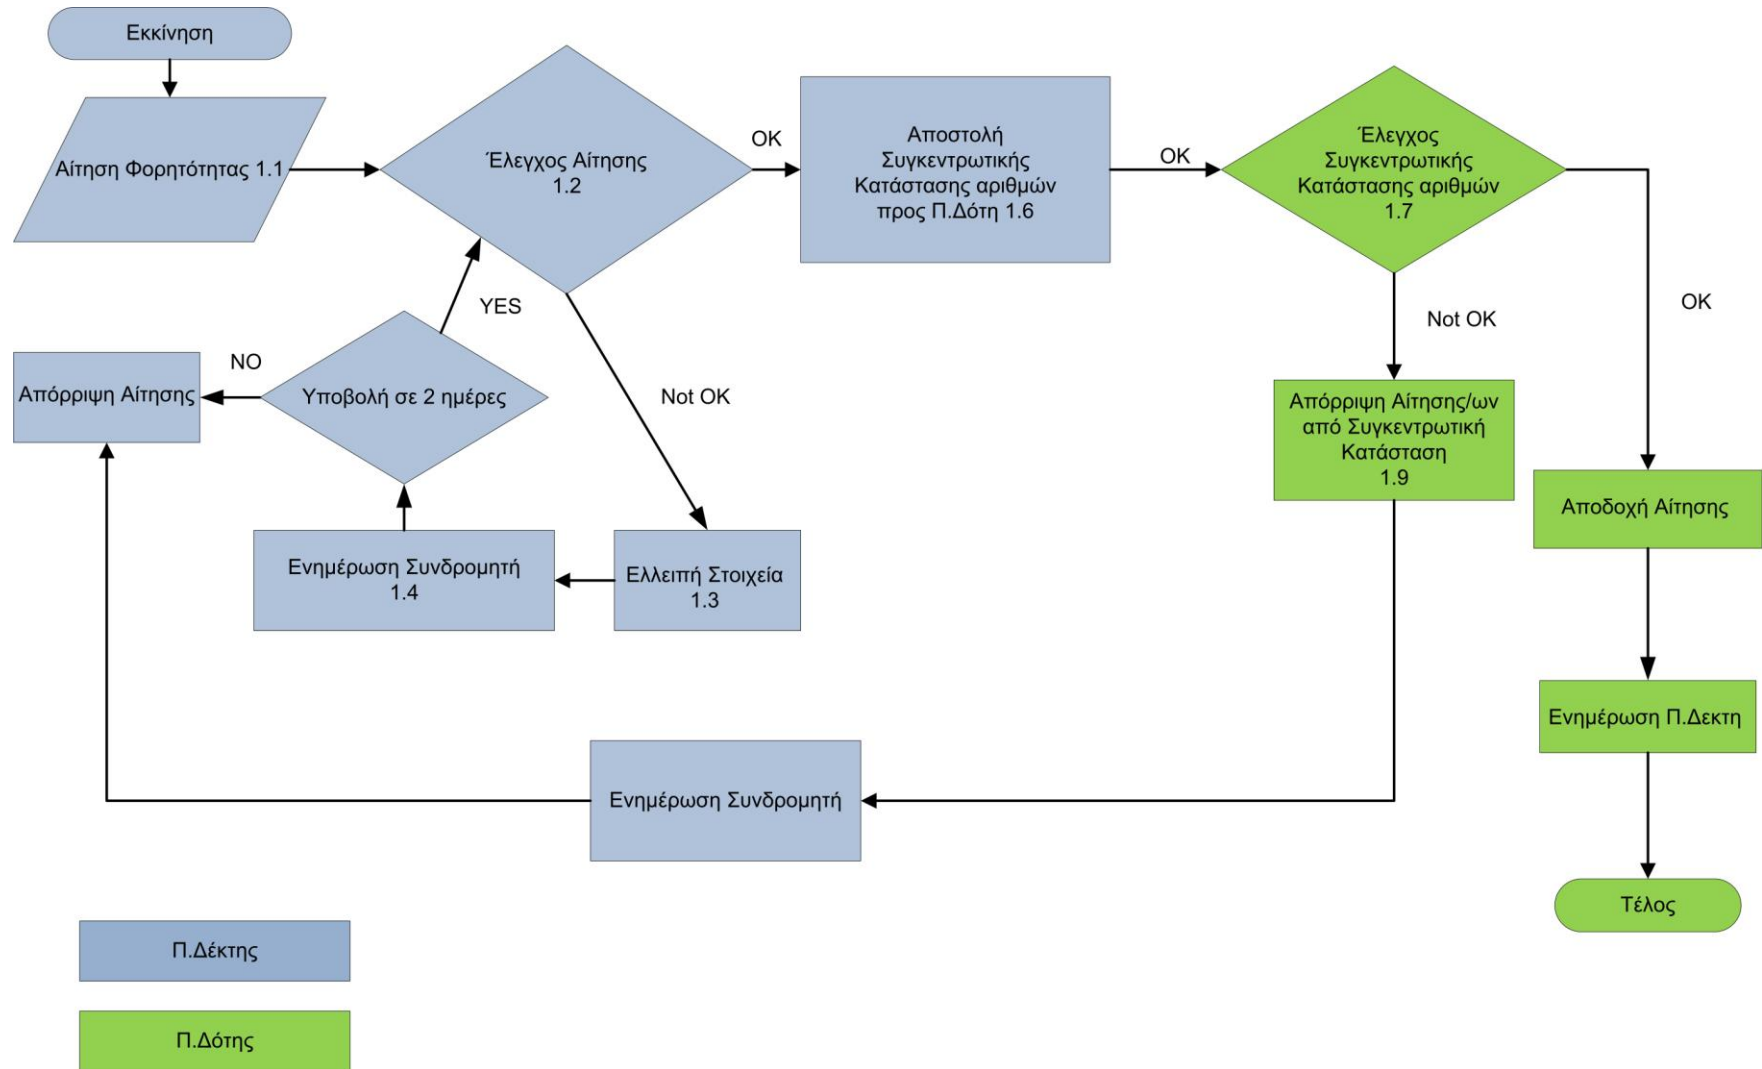 Εκκίνηση
Αίτηση Φορητότητας 1.1
Έλεγχος Αίτησης
1.2
OK
Αποστολή
Συγκεντρωτικής
Κατάστασης αριθμών
προς Π.Δότη 1.6
OK
Έλεγχος
Συγκεντρωτικής
Κατάστασης αριθμών
1.7
OK
Not OK
YES
NO
Απόρριψη Αίτησης
Υποβολή σε 2 ημέρες
Not OK
Απόρριψη Αίτησης/ων
από Συγκεντρωτική
Κατάσταση
1.9
Αποδοχή Αίτησης
Ενημέρωση Συνδρομητή
1.4
Ελλειπή Στοιχεία
1.3
Ενημέρωση Π.Δεκτη
Ενημέρωση Συνδρομητή
Τέλος
Π.Δέκτης
Π.Δότης